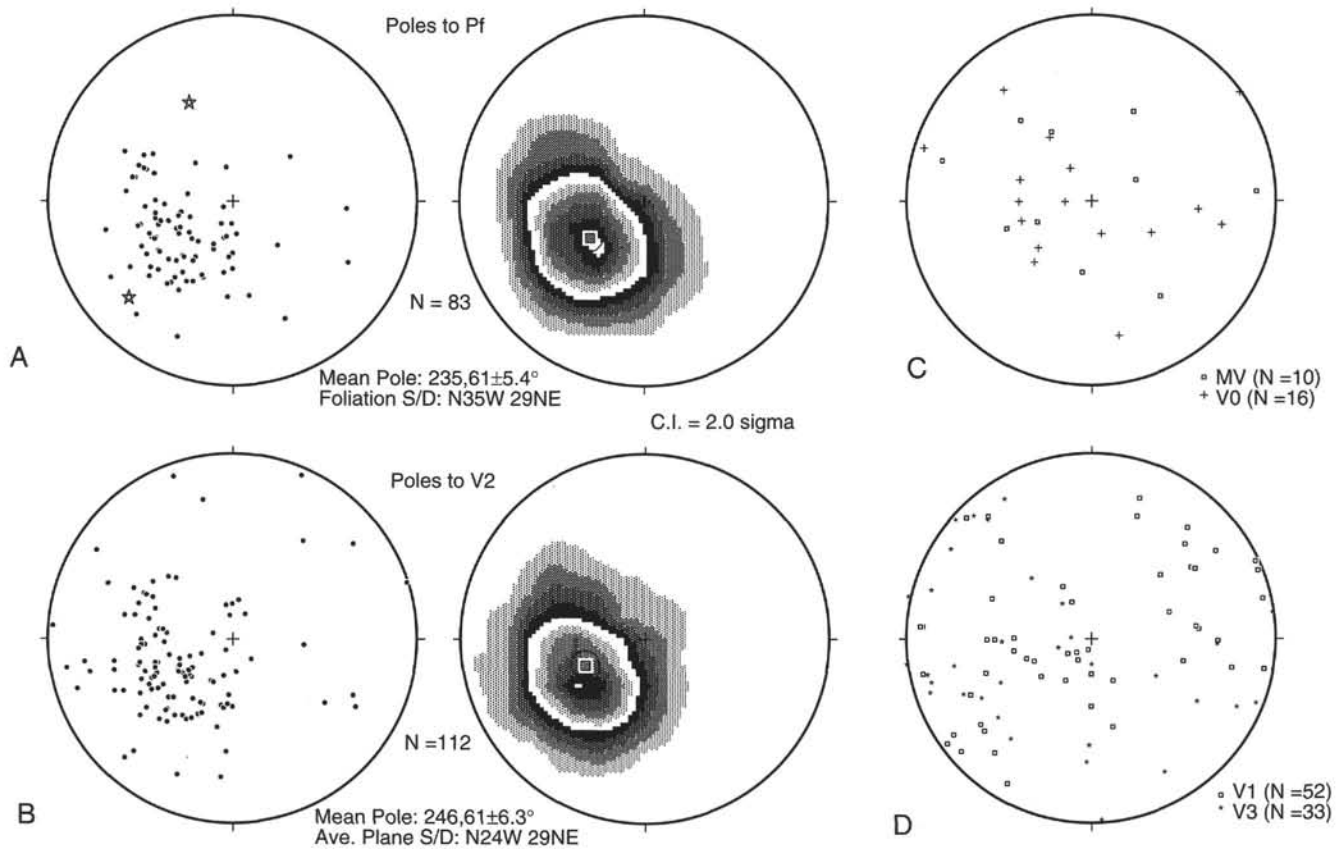 Poles to Pf
N = 83
A
Mean Pole: 235,61±5.4°
Foliation S/D: N35W 29NE
C
MV (N =10)
V0 (N =16)
C.I. = 2.0 sigma
Poles to V2
N =112
B
Mean Pole: 246,61±6.3°
Ave. Plane S/D: N24W 29NE
D
V1 (N =52)
V3 (N =33)